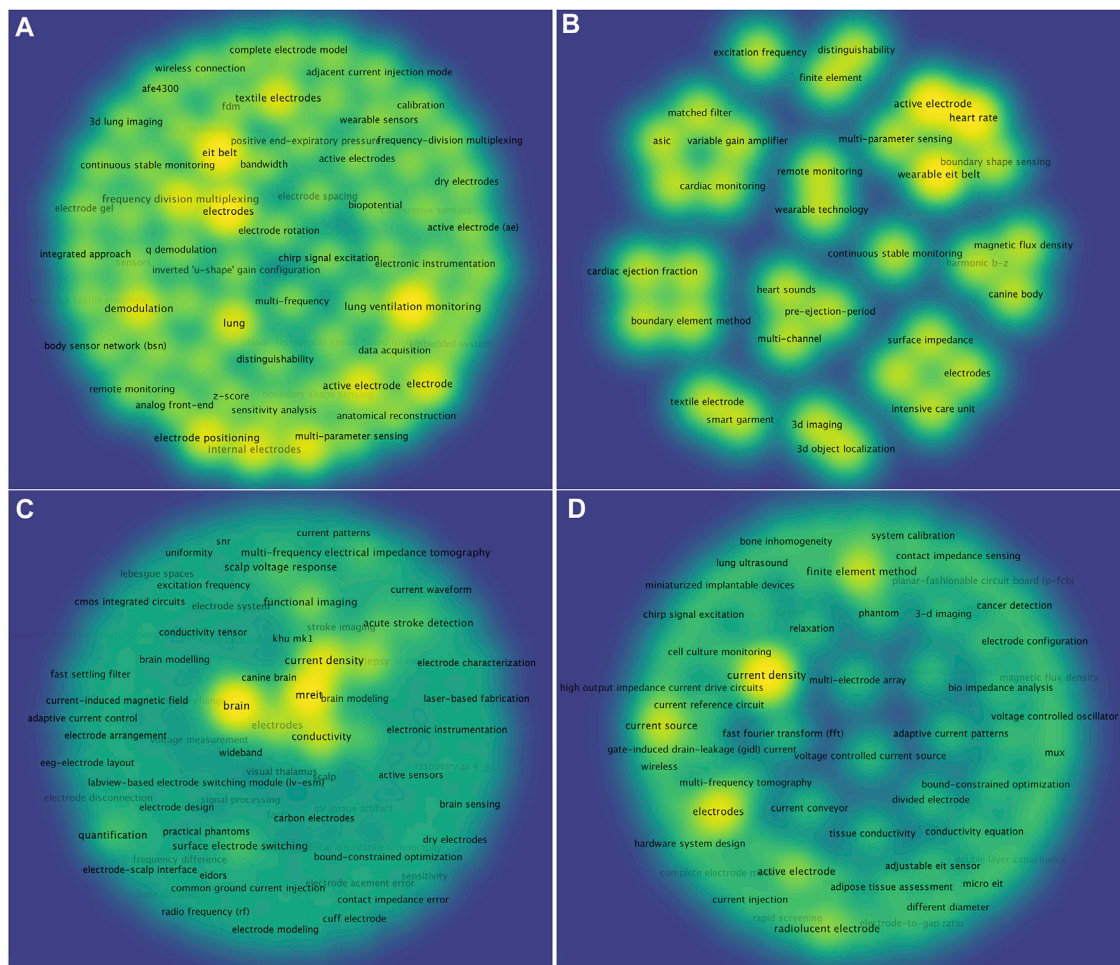 A
complete electrode model
wireless connection
adjacent current injection mode
afe4300
textile electrodes
fdm
calibration
wearable sensors
3d lung imaging
positive end-expiratory pressure
frequency-division multiplexing
eit belt
continuous stable monitoring
bandwidth
active electrodes
dry electrodes
frequency division multiplexing
electrode spacing
electrode gel
electrodes
biopotential
electrode rotation
active electrode (ae)
integrated approach
q demodulation
chirp signal excitation
sensors
inverted 'u-shape' gain configuration
electronic instrumentation
multi-frequency
demodulation
lung ventilation monitoring
lung
body sensor network (bsn)
embedded system
data acquisition
distinguishability
remote monitoring
active electrode
electrode
z-score
boundary shape sensing
analog front-end
sensitivity analysis
anatomical reconstruction
electrode positioning
multi-parameter sensing
internal electrodes
B
excitation frequency
distinguishability
finite element
active electrode
matched filter
heart rate
asic
variable gain amplifier
multi-parameter sensing
boundary shape sensing
remote monitoring
wearable eit belt
cardiac monitoring
wearable technology
magnetic flux density
continuous stable monitoring
harmonic b-z
cardiac ejection fraction
heart sounds
canine body
pre-ejection-period
boundary element method
multi-channel
surface impedance
electrodes
textile electrode
intensive care unit
smart garment
3d imaging
3d object localization
C
current patterns
snr
uniformity
multi-frequency electrical impedance tomography
scalp voltage response
lebesgue spaces
excitation frequency
current waveform
cmos integrated circuits
electrode system
functional imaging
stroke imaging
acute stroke detection
conductivity tensor
khu mk1
brain modelling
current density
electrode characterization
fast settling filter
canine brain
mreit
current-induced magnetic field
brain modeling
laser-based fabrication
brain
adaptive current control
electrodes
electrode arrangement
voltage measurement
conductivity
electronic instrumentation
wideband
eeg-electrode layout
visual thalamus
raspberry pi 4
labview-based electrode switching module (lv-esm)
scalp
active sensors
electrode disconnection
signal processing
electrode design
eit image artifact
brain sensing
carbon electrodes
quantification
practical phantoms
dry electrodes
surface electrode switching
frequency difference
bound-constrained optimization
electrode-scalp interface
eidors
sensitivity
common ground current injection
electrode acement error
contact impedance error
radio frequency (rf)
cuff electrode
electrode modeling
D
system calibration
bone inhomogeneity
contact impedance sensing
lung ultrasound
finite element method
planar-fashionable circuit board (p-fcb)
miniaturized implantable devices
cancer detection
chirp signal excitation
phantom
3-d imaging
relaxation
electrode configuration
cell culture monitoring
current density
multi-electrode array
magnetic flux density
high output impedance current drive circuits
bio impedance analysis
current reference circuit
voltage controlled oscillator
current source
fast fourier transform (fft)
adaptive current patterns
gate-induced drain-leakage (gidl) current
voltage controlled current source
mux
wireless
multi-frequency tomography
bound-constrained optimization
electrodes
current conveyor
divided electrode
tissue conductivity
conductivity equation
hardware system design
double layer capacitance
adjustable eit sensor
active electrode
adipose tissue assessment
micro eit
current injection
different diameter
rapid screening
electrode-to-gap ratio
radiolucent electrode